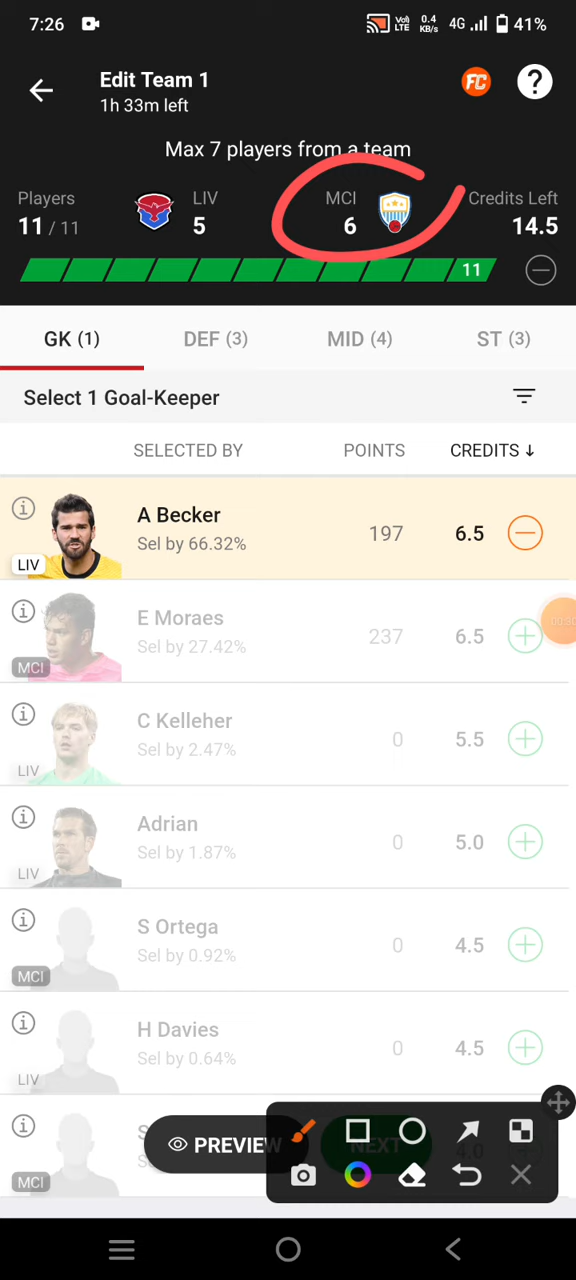 7:26
Vo)
LTE
0.4
KB/s
4G
41%
Edit Team 1
1h 33m left
FC
?
Max 7 players from a team
Players
11 / 11
LIV
5
MCI
6
Credits Left
14.5
11
GK (1)
DEF (3)
MID (4)
ST (3)
Select 1 Goal-Keeper
SELECTED BY
POINTS
CREDITS ↓
A Becker
Sel by 66.32%
LIV
197
6.5
E Moraes
Sel by 27.42%
MCI
237
6.5
C Kelleher
Sel by 2.47%
LIV
0
5.5
Adrian
Sel by 1.87%
LIV
0
5.0
S Ortega
Sel by 0.92%
MCI
0
4.5
H Davies
Sel by 0.64%
LIV
0
4.5
MCI
PREVIEW
NEXT